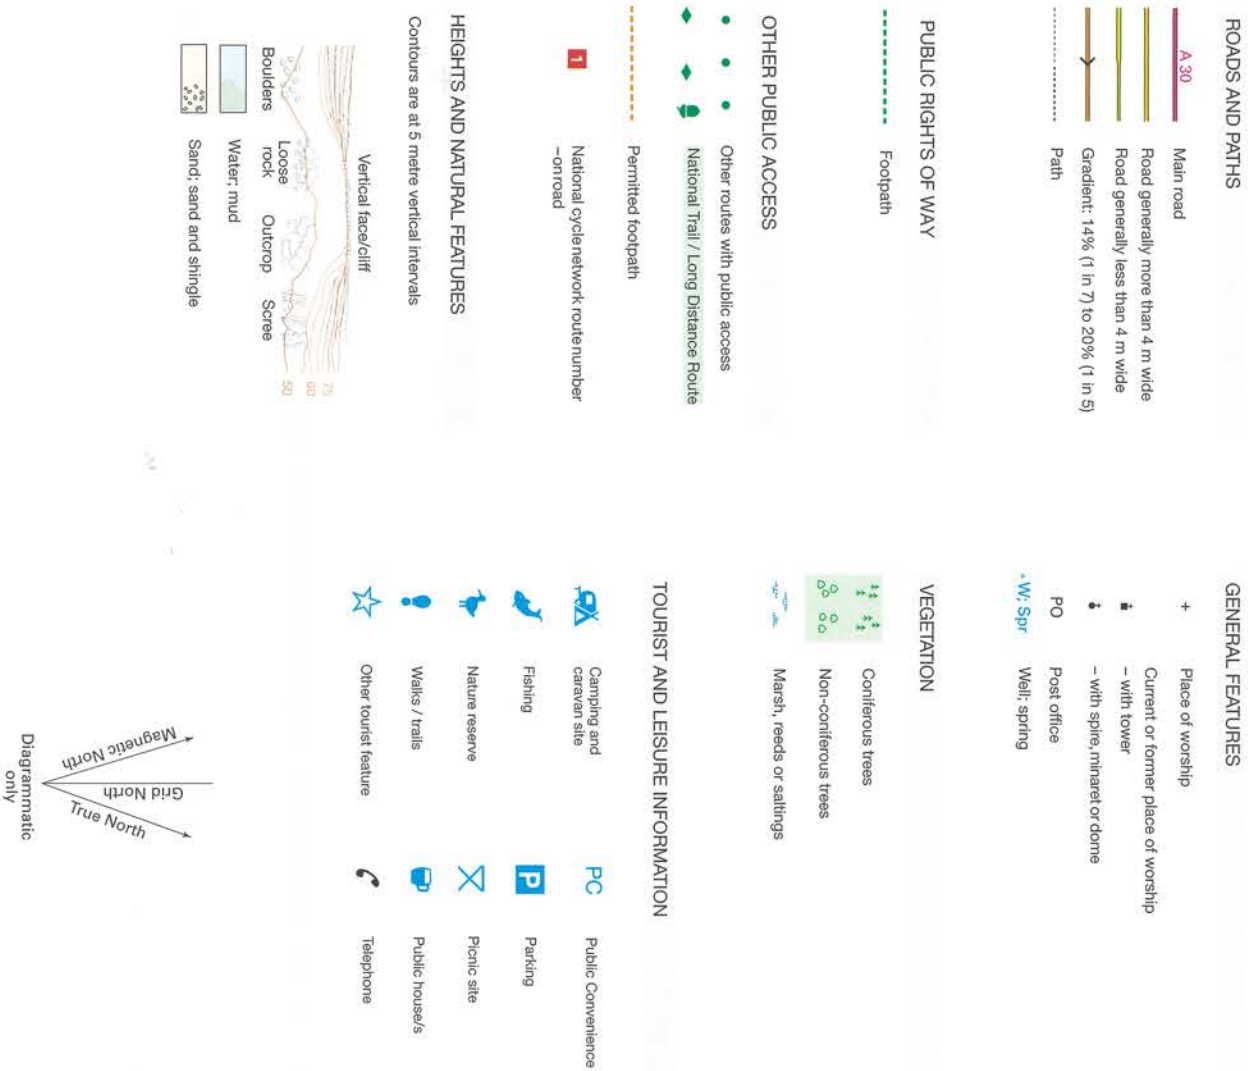 ROADS AND PATHS
A 30
Main road
Road generally more than 4 m wide
Road generally less than 4 m wide
Gradient: 14% (1 in 7) to 20% (1 in 5)
Path
PUBLIC RIGHTS OF WAY
Footpath
OTHER PUBLIC ACCESS
Other routes with public access
National Trail / Long Distance Route
Permitted footpath
1
National cycle network route number
– on road
HEIGHTS AND NATURAL FEATURES
Contours are at 5 metre vertical intervals
Vertical face/cliff
75
60
50
Boulders
Loose
rock
Outcrop
Scree
Water; mud
Sand; sand and shingle
GENERAL FEATURES
Place of worship
Current or former place of worship
– with tower
– with spire, minaret or dome
PO
Post office
W; Spr
Well; spring
VEGETATION
Coniferous trees
Non-coniferous trees
Marsh, reeds or saltings
TOURIST AND LEISURE INFORMATION
Camping and
caravan site
Fishing
Nature reserve
Walks / trails
Other tourist feature
PC
Public Convenience
P
Parking
Picnic site
Public house/s
Telephone
Magnetic North
Grid North
True North
Diagrammatic
only